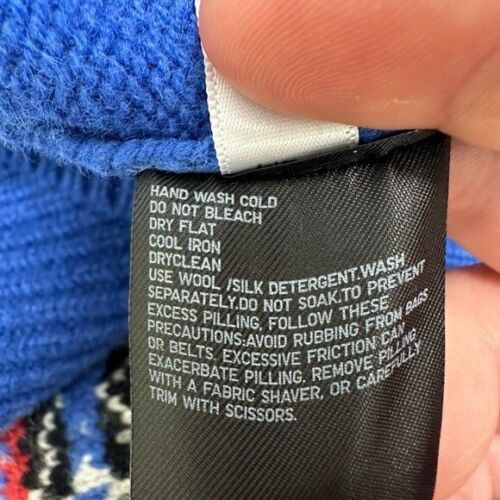 HAND WASH COLD
DO NOT BLEACH
DRY FLAT
COOL IRON
DRYCLEAN
USE WOOL /SILK DETERGENT.WASH
SEPARATELY.DO NOT SOAK.TO PREVENT
EXCESS PILLING, FOLLOW THESE
PRECAUTIONS.AVOID RUBBING FROM BAGS
OR BELTS. EXCESSIVE FRICTION CAN
EXACERBATE PILLING. REMOVE PILLING
WITH A FABRIC SHAVER, OR CAREFULLY
TRIM WITH SCISSORS.